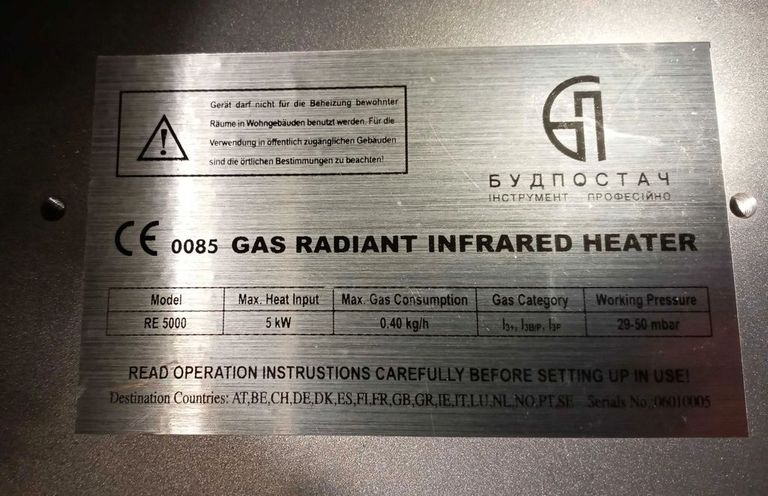 Gerät darf nicht für die Beheizung bewohnter
Räume in Wohngebäuden benutzt werden. Für die
Verwendung in öffentlich zugänglichen Gebäuden
sind die örtlichen Bestimmungen zu beachten!
БП
БУДПОСТАЧ
ІНСТРУМЕНТ ПРОФЕСІЙНО
CE 0085 GAS RADIANT INFRARED HEATER
Model Max. Heat Input Max. Gas Consumption Gas Category Working Pressure
RE 5000 5 kW 0.40 kg/h I3+, I3B/P, I3P 29-50 mbar
READ OPERATION INSTRUSTIONS CAREFULLY BEFORE SETTING UP IN USE!
Destination Countries: AT,BE,CH,DE,DK,ES,FI,FR,GB,GR,IE,IT,LU,NL,NO,PT,SE Serials No.:06010005